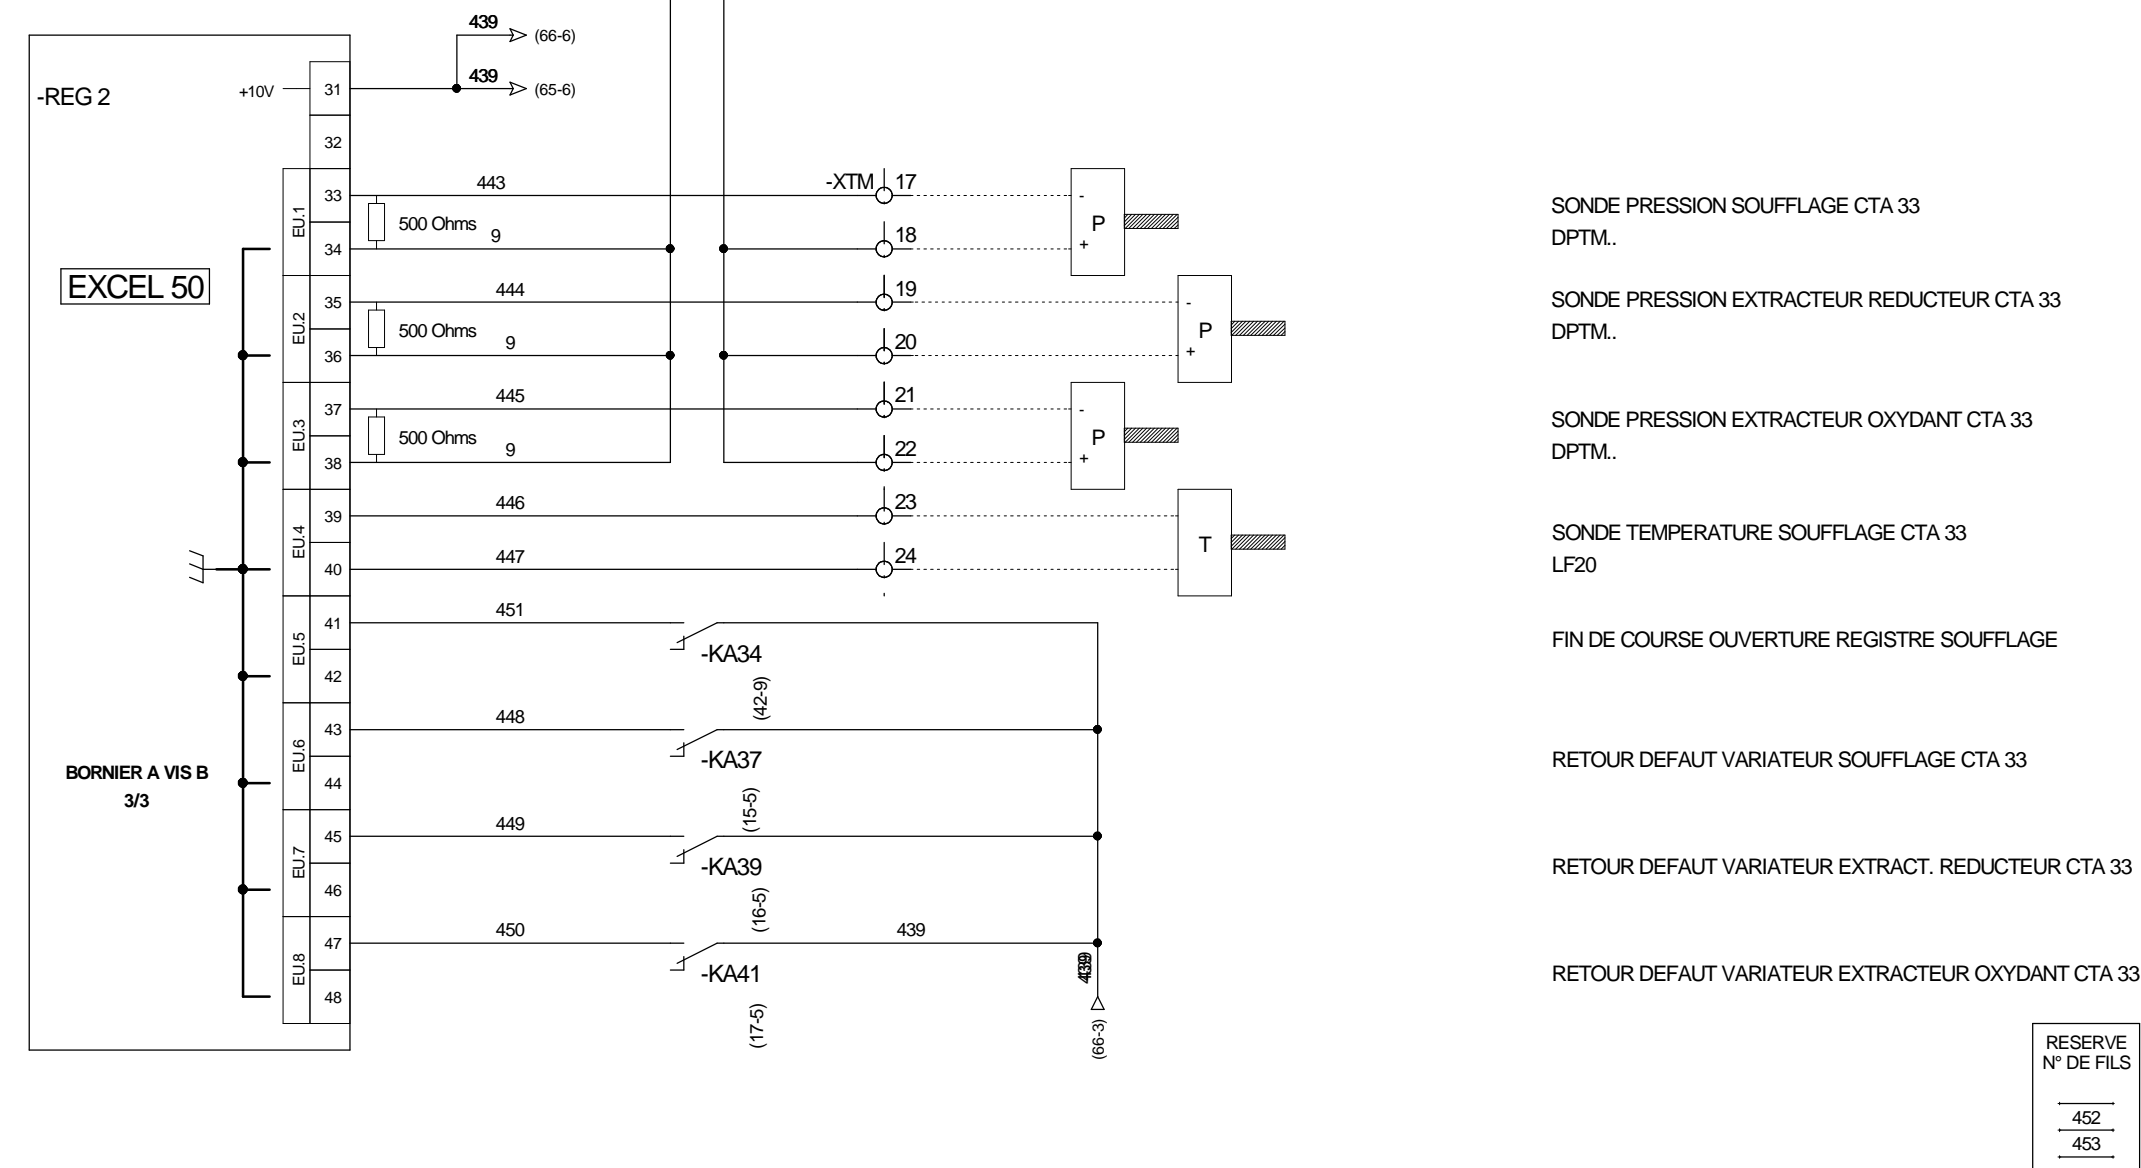 439
(66-6)
-REG 2
+10V
31
439
(65-6)
32
EU.1
33
443
-XTM
17
-
P
+
500 Ohms
34
9
18
SONDE PRESSION SOUFFLAGE CTA 33
DPTM..
EXCEL 50
EU.2
35
444
19
-
P
+
500 Ohms
36
9
20
SONDE PRESSION EXTRACTEUR REDUCTEUR CTA 33
DPTM..
EU.3
37
445
21
-
P
+
500 Ohms
38
9
22
SONDE PRESSION EXTRACTEUR OXYDANT CTA 33
DPTM..
EU.4
39
446
23
T
40
447
24
SONDE TEMPERATURE SOUFFLAGE CTA 33
LF20
EU.5
41
451
-KA34
(42-9)
42
FIN DE COURSE OUVERTURE REGISTRE SOUFFLAGE
EU.6
43
448
-KA37
(15-5)
44
RETOUR DEFAUT VARIATEUR SOUFFLAGE CTA 33
BORNIER A VIS B
3/3
EU.7
45
449
-KA39
(16-5)
46
RETOUR DEFAUT VARIATEUR EXTRACT. REDUCTEUR CTA 33
EU.8
47
450
439
-KA41
(17-5)
48
439
(66-3)
RETOUR DEFAUT VARIATEUR EXTRACTEUR OXYDANT CTA 33
RESERVE
N° DE FILS
452
453